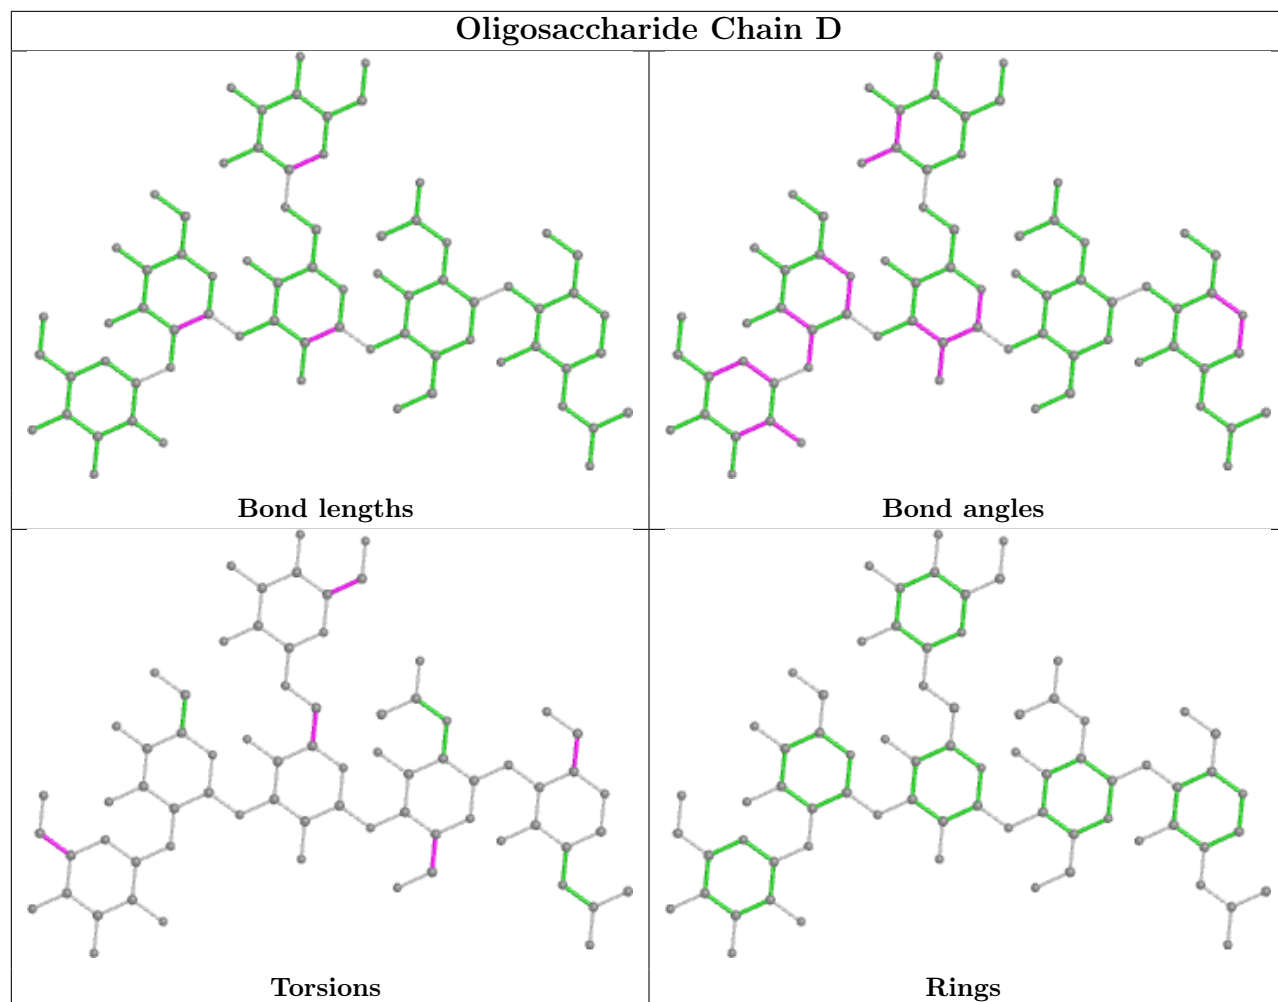 Oligosaccharide Chain D
Bond lengths
Bond angles
Torsions
Rings